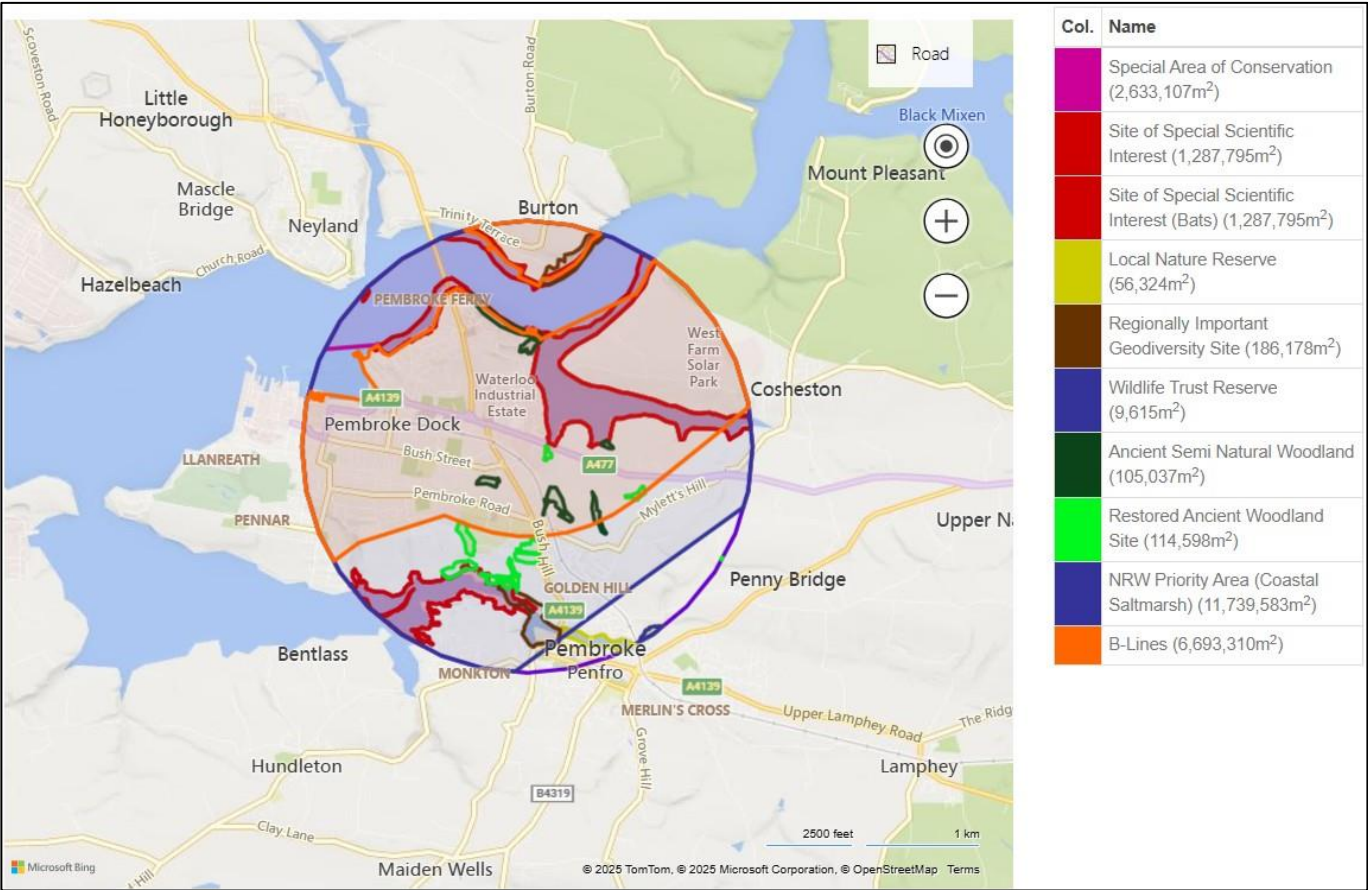 Scoveston Road
Burton Road
Road
Little
Honeyborough
Black Mixen
Mount Pleasant
Mascle
Bridge
Neyland
Burton
Trinity Terrace
Church Road
Hazelbeach
PEMBROKE FERRY
West
Farm
Solar
Park
Waterloo
Industrial
Estate
Cosheston
A4139
Pembroke Dock
LLANREATH
Bush Street
A477
Pembroke Road
Mylett's Hill
PENNAR
Bush Hill
Upper Na
GOLDEN HILL
Penny Bridge
A4139
Bentlass
Pembroke
Penfro
MONKTON
A4139
MERLIN'S CROSS
Upper Lamphey Road
The Ridg
Grove Hill
Hundleton
Lamphey
B4319
Clay Lane
2500 feet
1 km
Microsoft Bing
Hill
Maiden Wells
© 2025 TomTom, © 2025 Microsoft Corporation, © OpenStreetMap Terms
Col. Name
Special Area of Conservation
(2,633,107m²)
Site of Special Scientific
Interest (1,287,795m²)
Site of Special Scientific
Interest (Bats) (1,287,795m²)
Local Nature Reserve
(56,324m²)
Regionally Important
Geodiversity Site (186,178m²)
Wildlife Trust Reserve
(9,615m²)
Ancient Semi Natural Woodland
(105,037m²)
Restored Ancient Woodland
Site (114,598m²)
NRW Priority Area (Coastal
Saltmarsh) (11,739,583m²)
B-Lines (6,693,310m²)